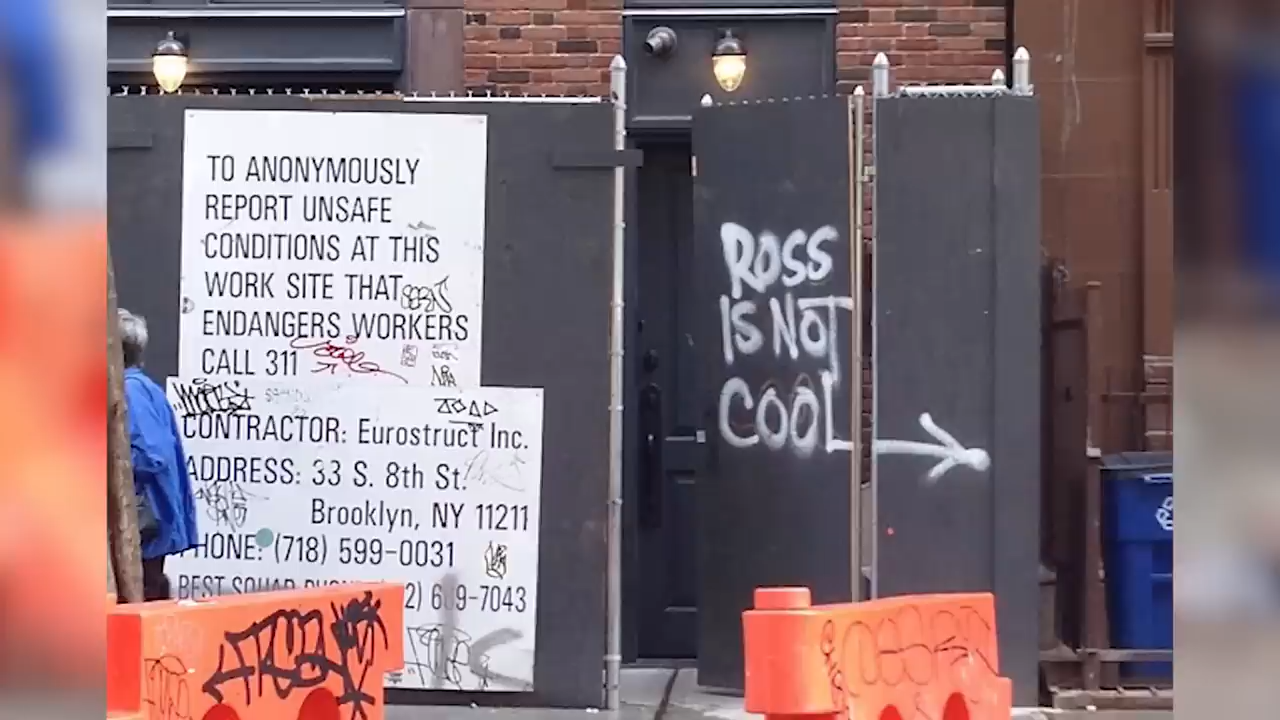 TO ANONYMOUSLY
REPORT UNSAFE
CONDITIONS AT THIS
WORK SITE THAT
ENDANGERS WORKERS
CALL 311
CONTRACTOR: Eurostruct Inc.
ADDRESS: 33 S. 8th St.
Brooklyn, NY 11211
PHONE: (718) 599-0031
ROSS
IS NOT
COOL